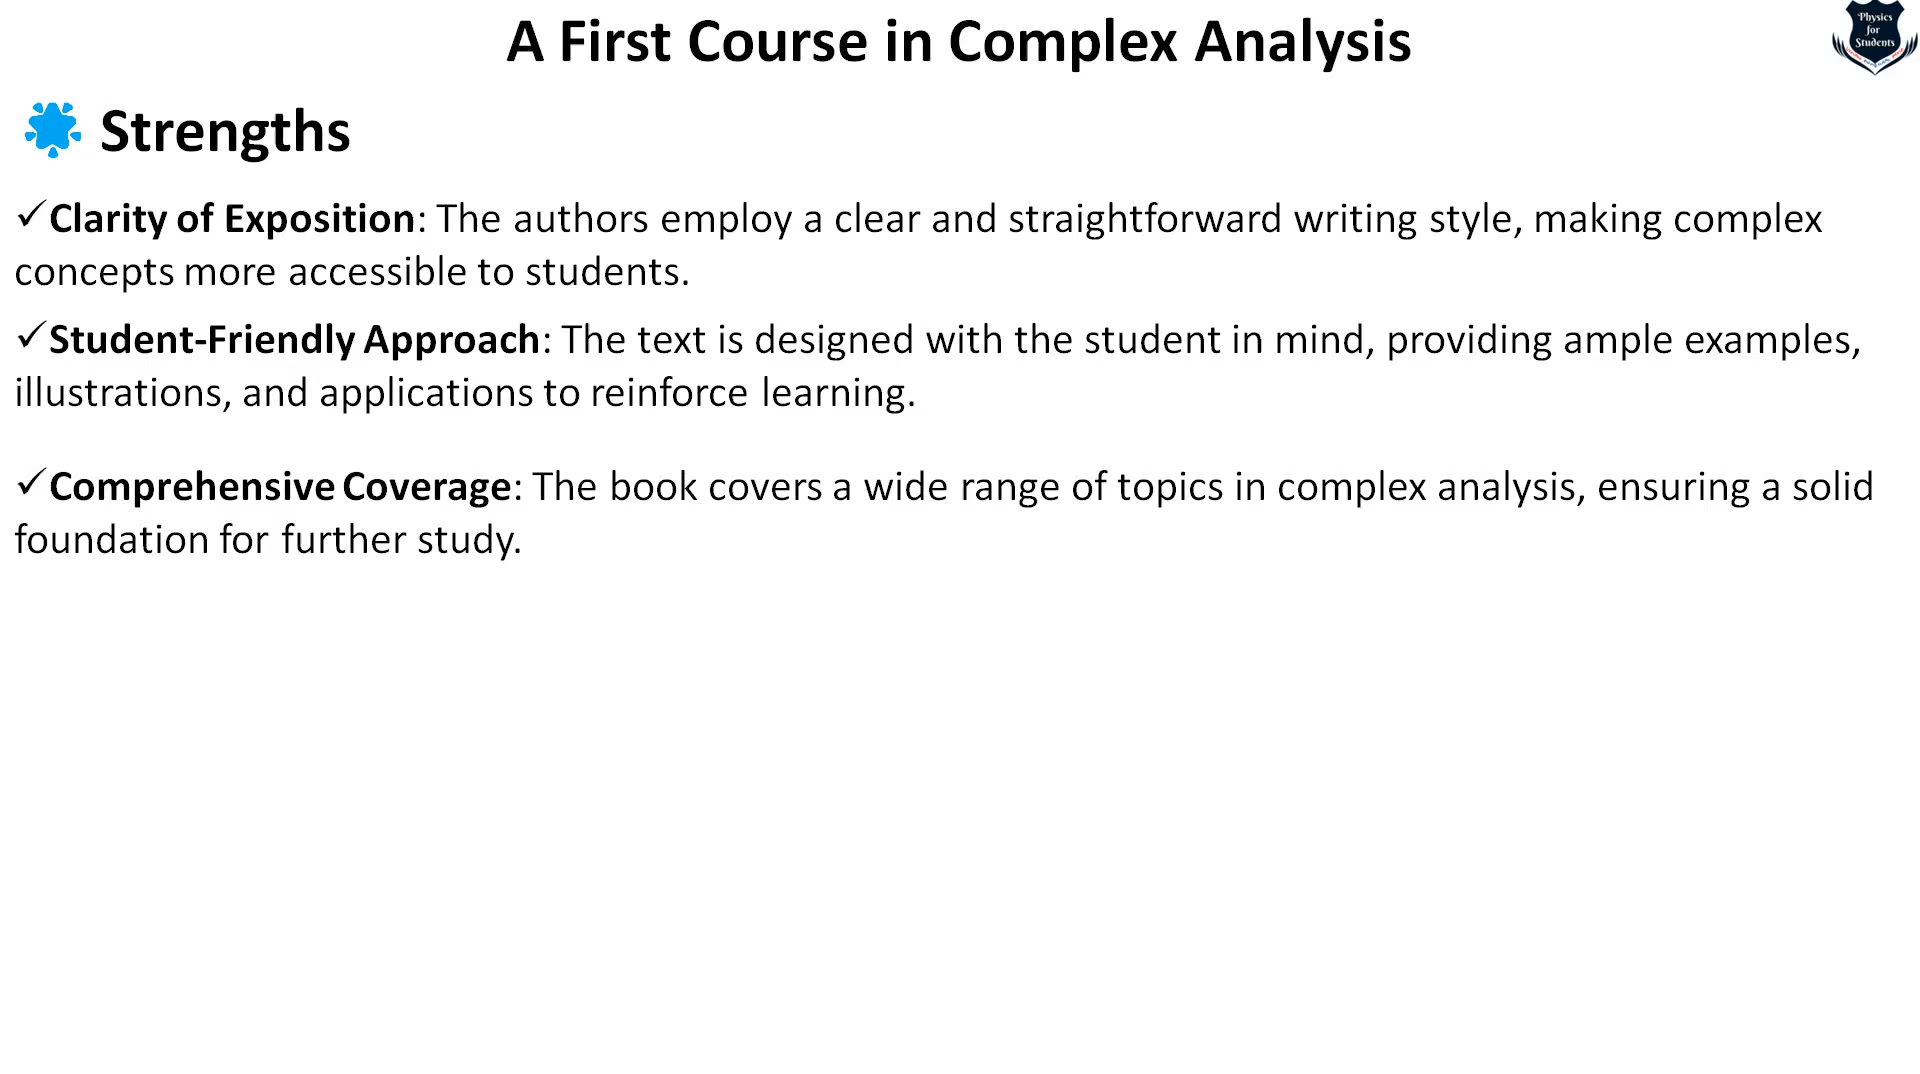 A First Course in Complex Analysis
Physics
for
Students
Strengths
✓Clarity of Exposition: The authors employ a clear and straightforward writing style, making complex
concepts more accessible to students.
✓Student-Friendly Approach: The text is designed with the student in mind, providing ample examples,
illustrations, and applications to reinforce learning.
✓Comprehensive Coverage: The book covers a wide range of topics in complex analysis, ensuring a solid
foundation for further study.